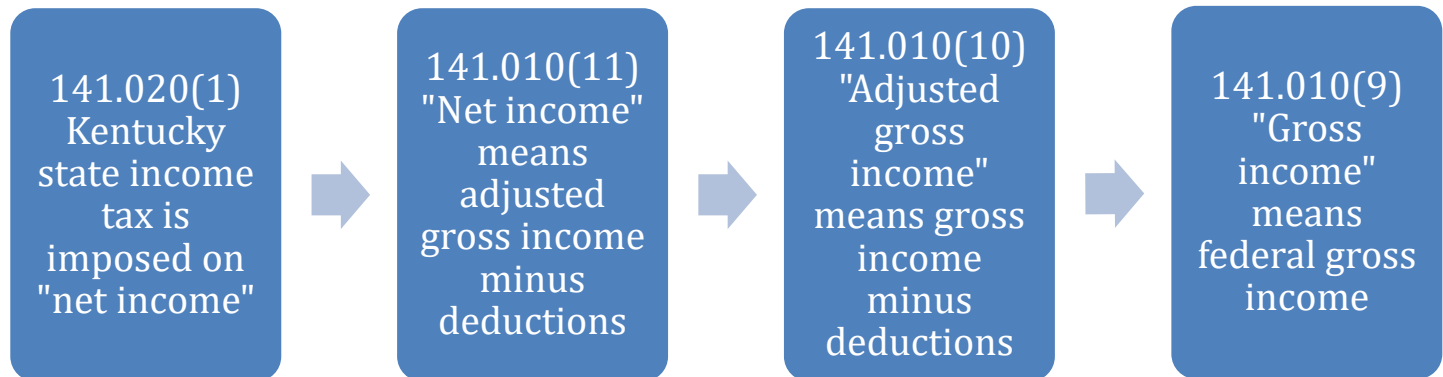 141.020(1)
Kentucky
state income
tax is
imposed on
"net income"
141.010(11)
"Net income"
means
adjusted
gross income
minus
deductions
141.010(10)
"Adjusted
gross
income"
means gross
income
minus
deductions
141.010(9)
"Gross
income"
means
federal gross
income